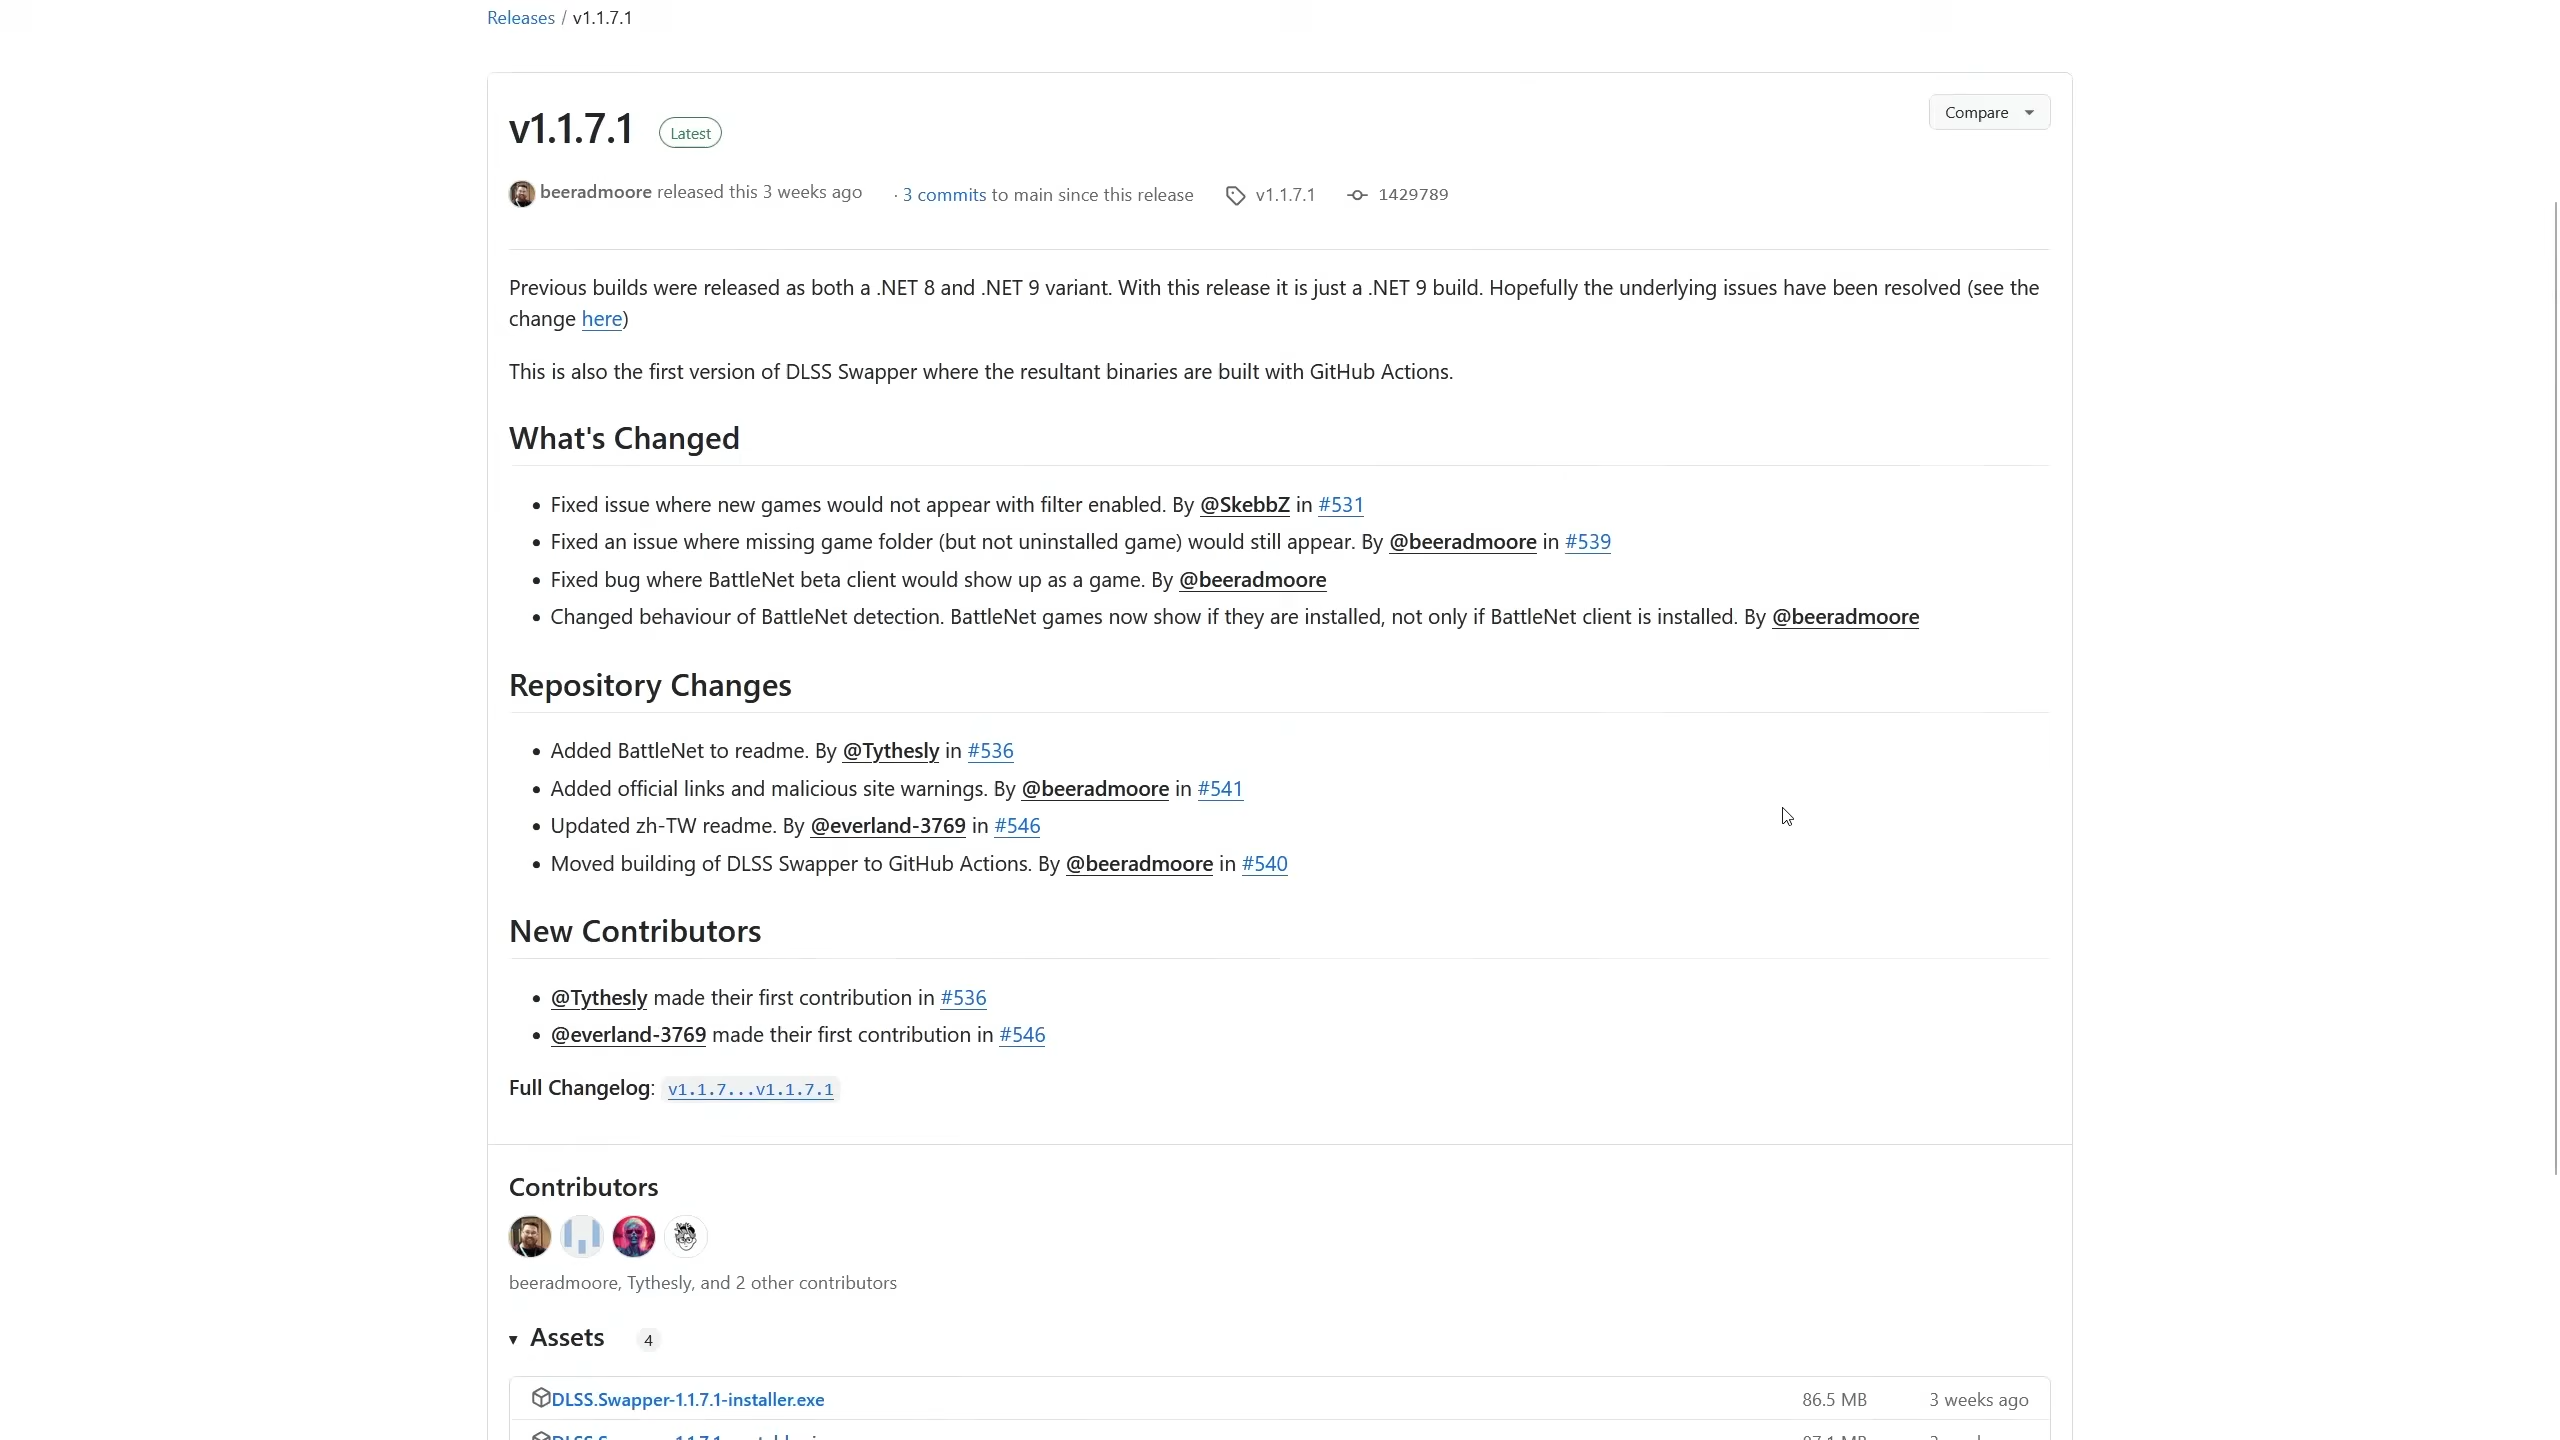 Releases / v1.1.7.1
v1.1.7.1 Latest
Compare
beeradmoore released this 3 weeks ago · 3 commits to main since this release v1.1.7.1 1429789
Previous builds were released as both a .NET 8 and .NET 9 variant. With this release it is just a .NET 9 build. Hopefully the underlying issues have been resolved (see the
change here)
This is also the first version of DLSS Swapper where the resultant binaries are built with GitHub Actions.
What's Changed
• Fixed issue where new games would not appear with filter enabled. By @SkebbZ in #531
• Fixed an issue where missing game folder (but not uninstalled game) would still appear. By @beeradmoore in #539
• Fixed bug where BattleNet beta client would show up as a game. By @beeradmoore
• Changed behaviour of BattleNet detection. BattleNet games now show if they are installed, not only if BattleNet client is installed. By @beeradmoore
Repository Changes
• Added BattleNet to readme. By @Tythesly in #536
• Added official links and malicious site warnings. By @beeradmoore in #541
• Updated zh-TW readme. By @everland-3769 in #546
• Moved building of DLSS Swapper to GitHub Actions. By @beeradmoore in #540
New Contributors
• @Tythesly made their first contribution in #536
• @everland-3769 made their first contribution in #546
Full Changelog: v1.1.7...v1.1.7.1
Contributors
beeradmoore, Tythesly, and 2 other contributors
Assets 4
DLSS.Swapper-1.1.7.1-installer.exe 86.5 MB 3 weeks ago